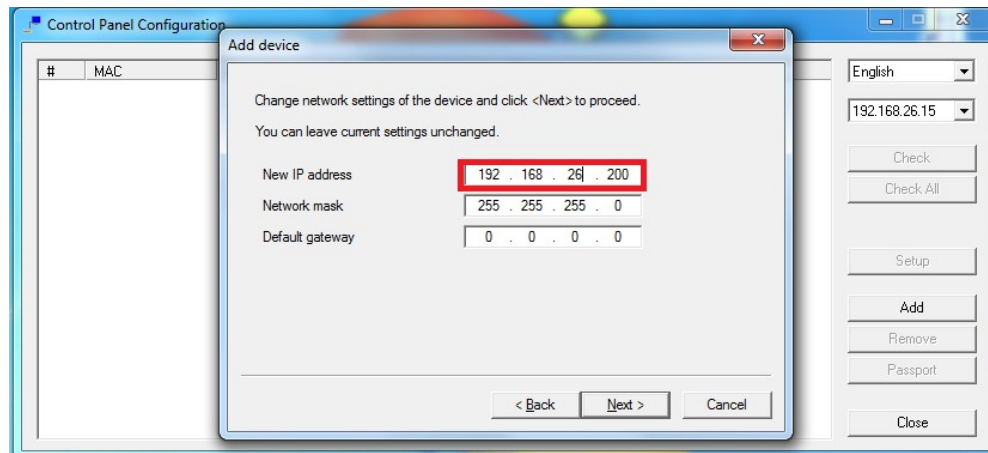 Control Panel Configuration
Add device
# MAC
English
192.168.26.15
Change network settings of the device and click <Next> to proceed.
You can leave current settings unchanged.
New IP address 192 . 168 . 26 . 200
Network mask 255 . 255 . 255 . 0
Default gateway 0 . 0 . 0 . 0
< Back Next > Cancel
Check
Check All
Setup
Add
Remove
Passport
Close